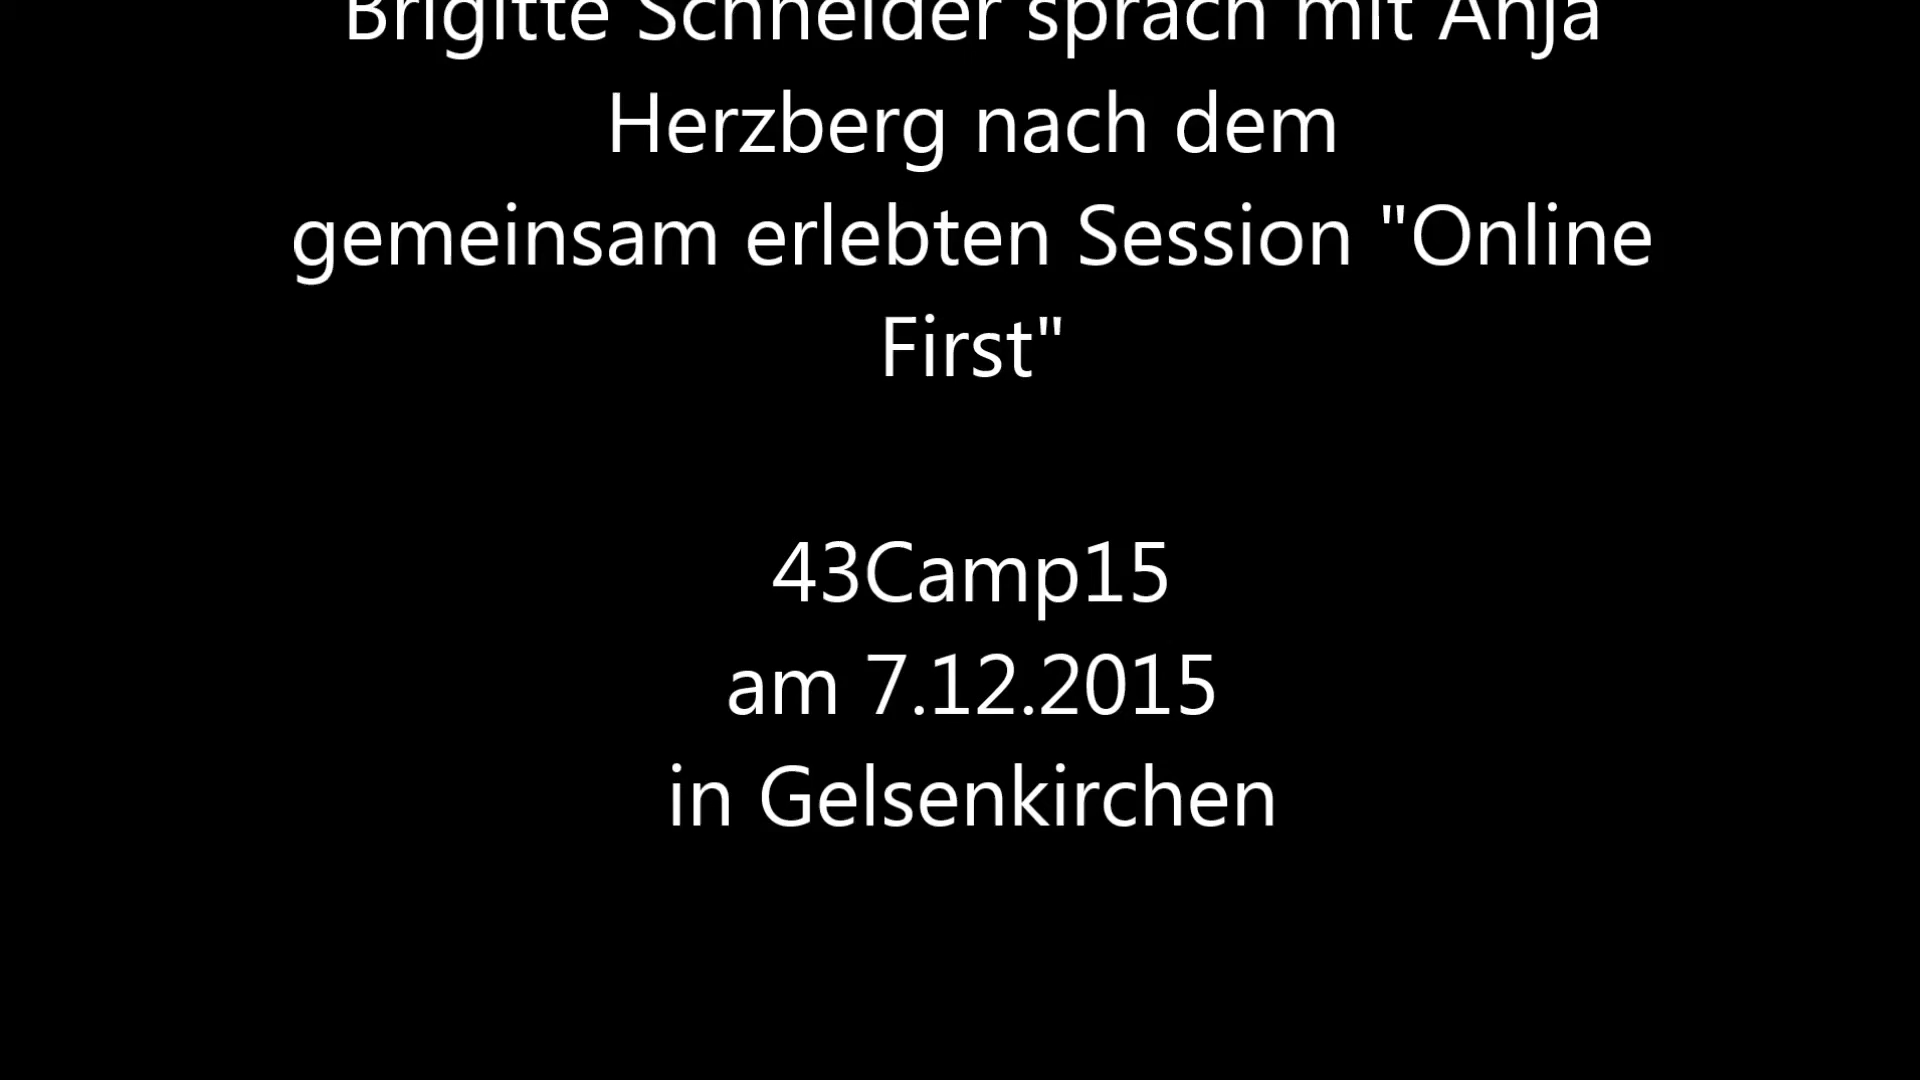 Brigitte Schneider sprach mit Anja
Herzberg nach dem
gemeinsam erlebten Session "Online
First"
43Camp15
am 7.12.2015
in Gelsenkirchen